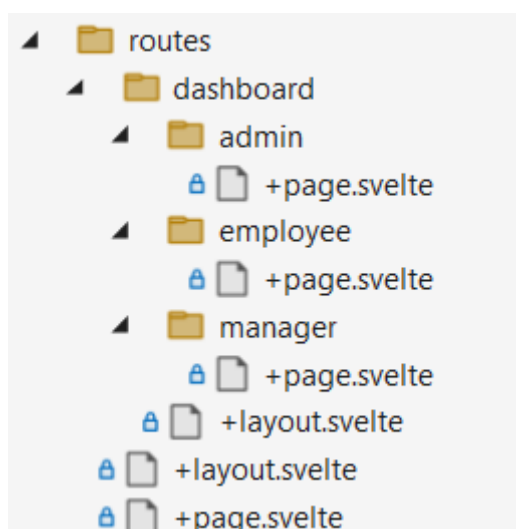 routes
dashboard
admin
+page.svelte
employee
+page.svelte
manager
+page.svelte
+layout.svelte
+layout.svelte
+page.svelte